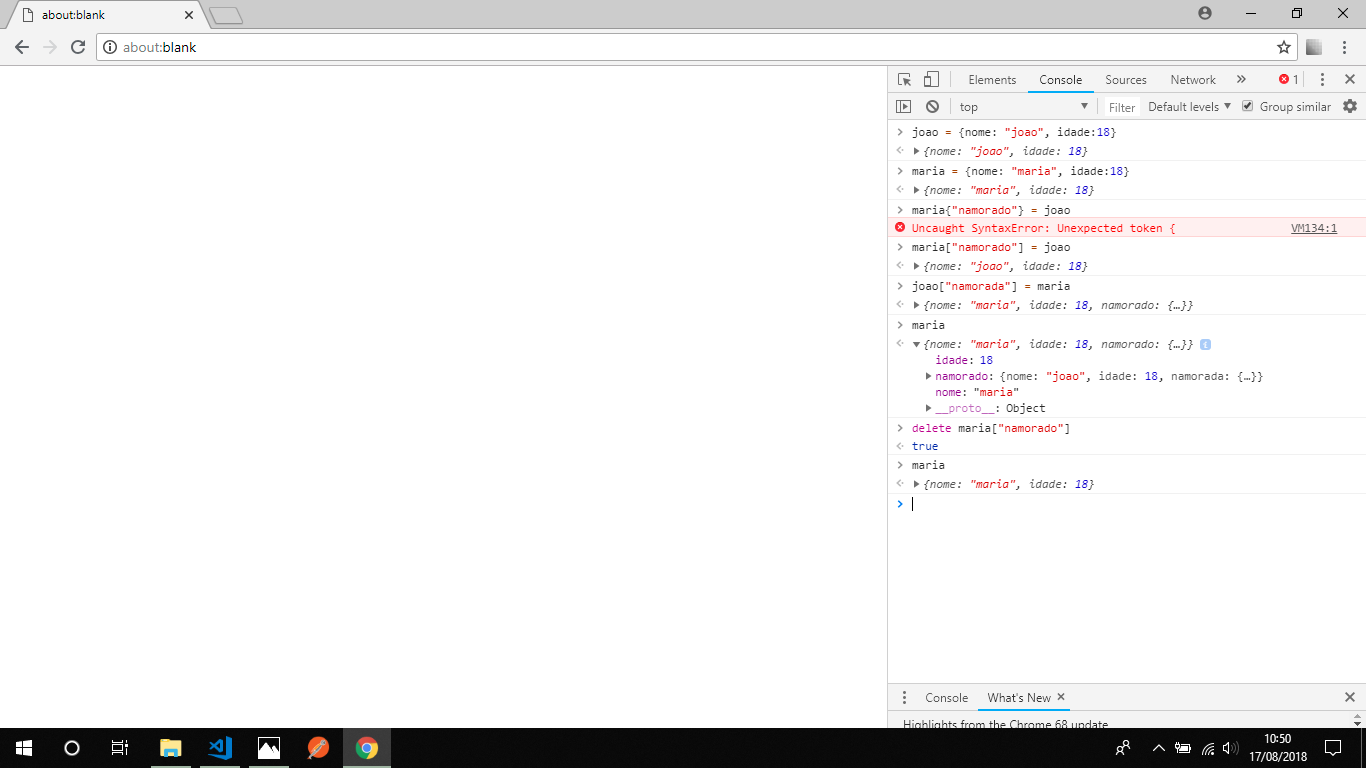 about:blank
about:blank
Elements Console Sources Network » 1
top Filter Default levels Group similar
joao = {nome: "joao", idade:18}
{nome: "joao", idade: 18}
maria = {nome: "maria", idade:18}
{nome: "maria", idade: 18}
maria{"namorado"} = joao
Uncaught SyntaxError: Unexpected token { VM134:1
maria["namorado"] = joao
{nome: "joao", idade: 18}
joao["namorada"] = maria
{nome: "maria", idade: 18, namorado: {…}}
maria
{nome: "maria", idade: 18, namorado: {…}} i
idade: 18
namorado: {nome: "joao", idade: 18, namorada: {…}}
nome: "maria"
__proto__: Object
delete maria["namorado"]
true
maria
{nome: "maria", idade: 18}
Console What's New
Highlights from the Chrome 68 update
10:50
17/08/2018